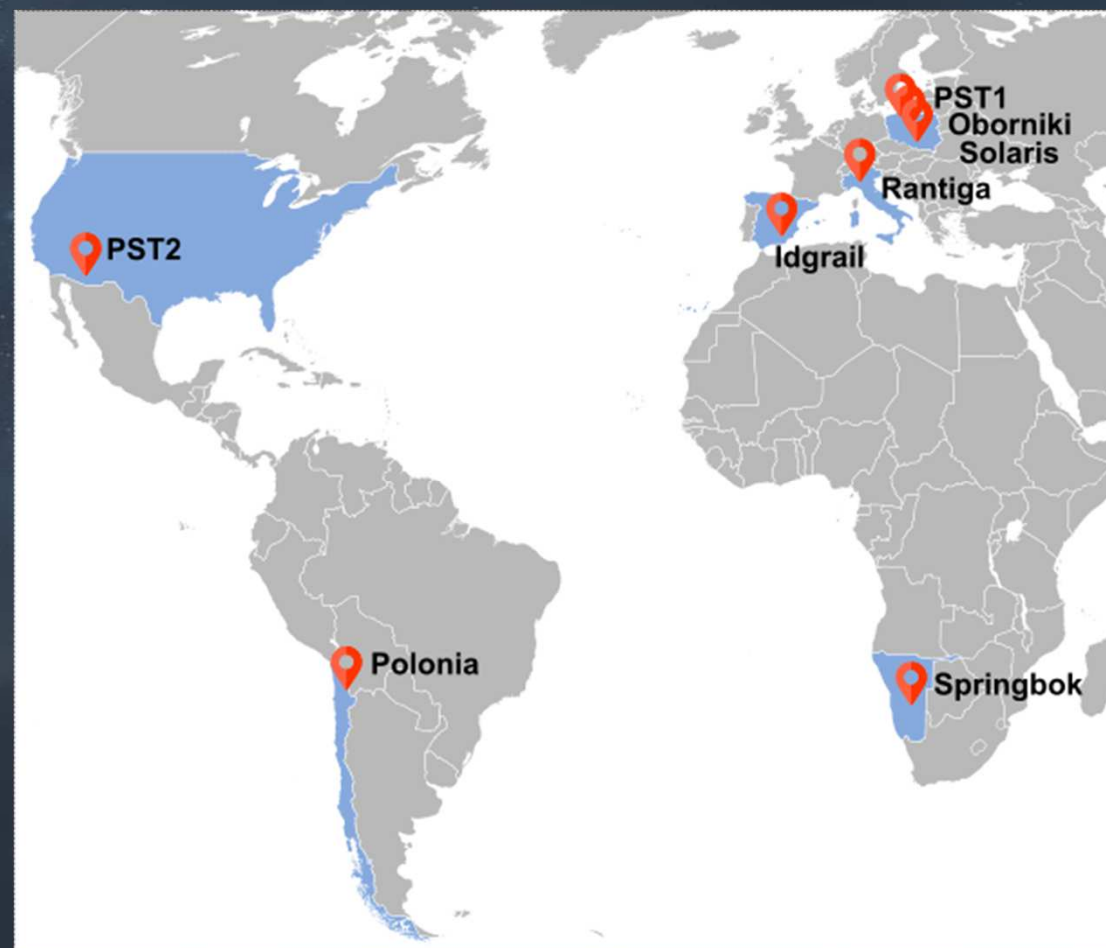 PST1
Oborniki
Solaris
Rantiga
PST2
Idgrail
Polonia
Springbok